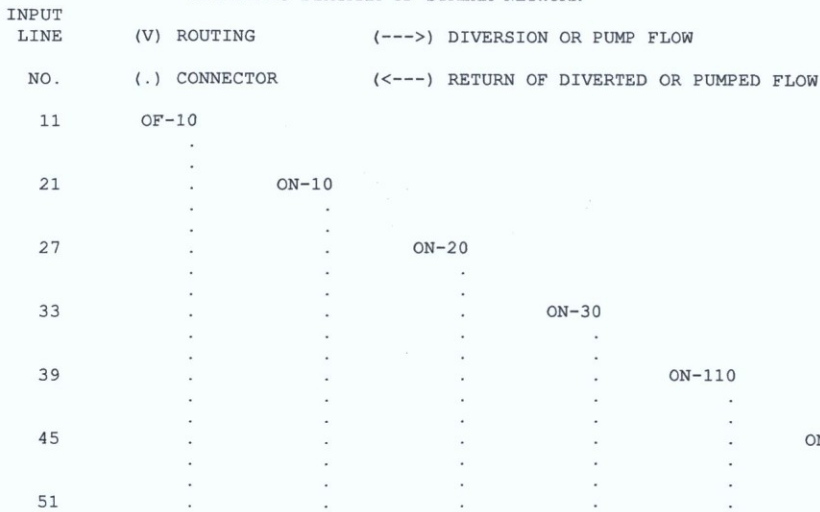 INPUT
LINE (V) ROUTING (--->) DIVERSION OR PUMP FLOW
NO. (.) CONNECTOR (<---) RETURN OF DIVERTED OR PUMPED FLOW
11 OF-10
.
.
21 . ON-10
. .
. .
27 . . ON-20
. . .
. . .
33 . . . ON-30
. . . .
. . . .
39 . . . . ON-110
. . . . .
. . . . .
45 . . . . .
. . . . .
. . . . .
51 . . . . .